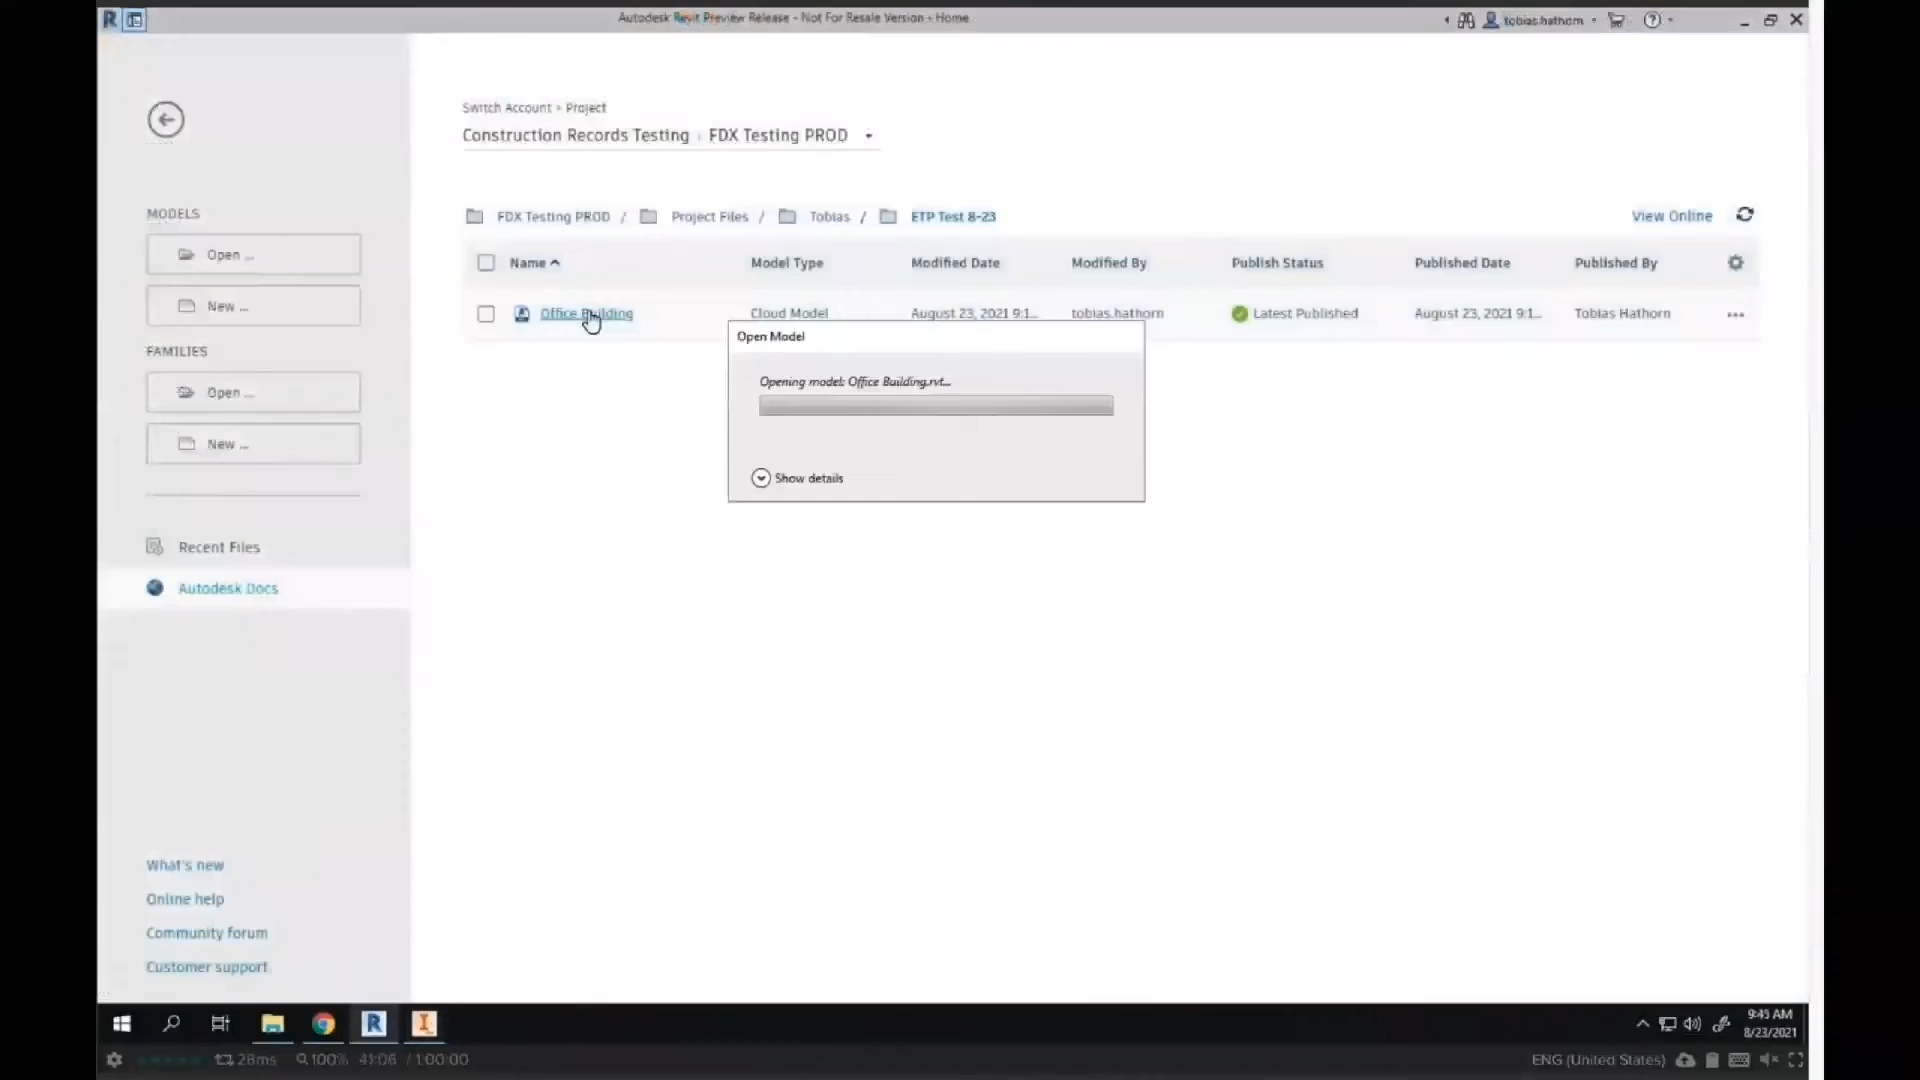 Autodesk Revit Preview Release - Not For Resale Version - Home
tobias.hathorn
Switch Account > Project
Construction Records Testing › FDX Testing PROD
MODELS
Open ...
New ...
FAMILIES
Open ...
New ...
Recent Files
Autodesk Docs
What's new
Online help
Community forum
Customer support
FDX Testing PROD / Project Files / Tobias / ETP Test 8-23
View Online
Name Model Type Modified Date Modified By Publish Status Published Date Published By
Office Building Cloud Model August 23, 2021 9:1... tobias.hathorn Latest Published August 23, 2021 9:1... Tobias Hathorn ...
Open Model
Opening model: Office Building.rvt...
Show details
9:45 AM
8/23/2021
28ms 100% 41:06 / 1:00:00
ENG (United States)